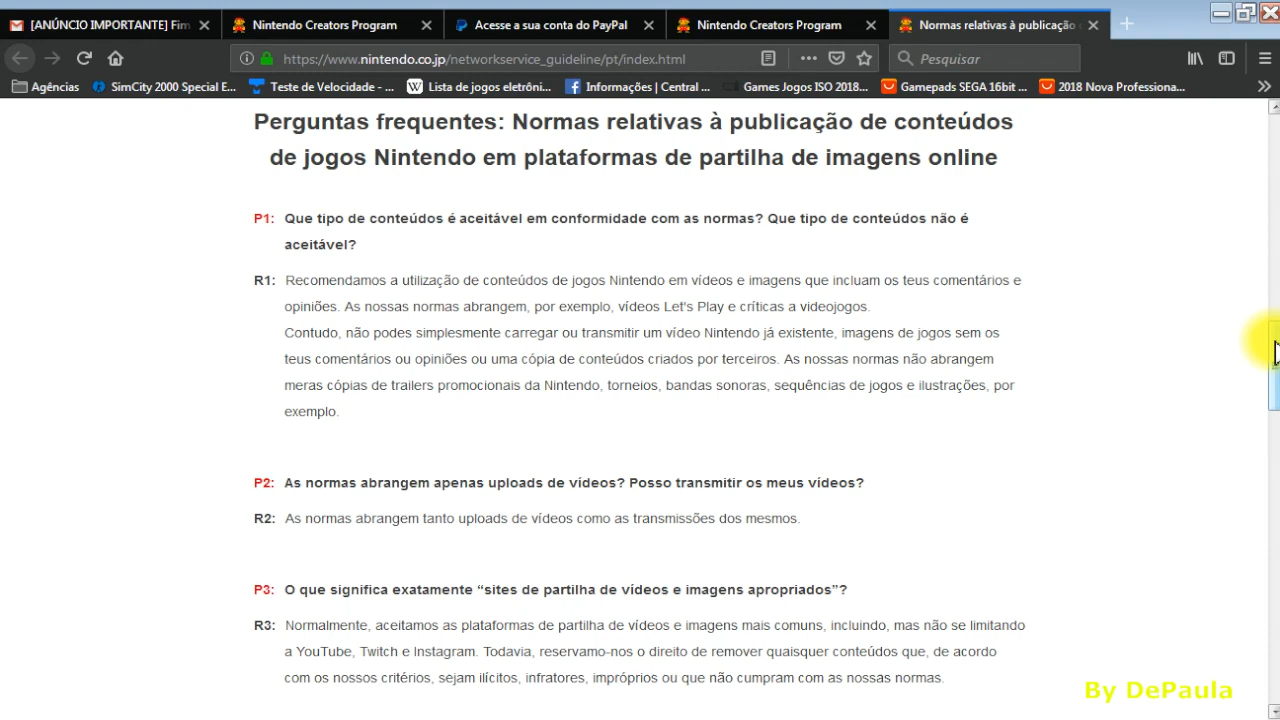 [ANÚNCIO IMPORTANTE] Fim
Nintendo Creators Program
Acesse a sua conta do PayPal
Nintendo Creators Program
Normas relativas à publicação
https://www.nintendo.co.jp/networkservice_guideline/pt/index.html
Pesquisar
Agências
SimCity 2000 Special E...
Teste de Velocidade - ...
Lista de jogos eletrôni...
Informações | Central ...
Games Jogos ISO 2018...
Gamepads SEGA 16bit ...
2018 Nova Professiona...
Perguntas frequentes: Normas relativas à publicação de conteúdos
de jogos Nintendo em plataformas de partilha de imagens online
P1: Que tipo de conteúdos é aceitável em conformidade com as normas? Que tipo de conteúdos não é
aceitável?
R1: Recomendamos a utilização de conteúdos de jogos Nintendo em vídeos e imagens que incluam os teus comentários e
opiniões. As nossas normas abrangem, por exemplo, vídeos Let's Play e críticas a videojogos.
Contudo, não podes simplesmente carregar ou transmitir um vídeo Nintendo já existente, imagens de jogos sem os
teus comentários ou opiniões ou uma cópia de conteúdos criados por terceiros. As nossas normas não abrangem
meras cópias de trailers promocionais da Nintendo, torneios, bandas sonoras, sequências de jogos e ilustrações, por
exemplo.
P2: As normas abrangem apenas uploads de vídeos? Posso transmitir os meus vídeos?
R2: As normas abrangem tanto uploads de vídeos como as transmissões dos mesmos.
P3: O que significa exatamente “sites de partilha de vídeos e imagens apropriados”?
R3: Normalmente, aceitamos as plataformas de partilha de vídeos e imagens mais comuns, incluindo, mas não se limitando
a YouTube, Twitch e Instagram. Todavia, reservamo-nos o direito de remover quaisquer conteúdos que, de acordo
com os nossos critérios, sejam ilícitos, infratores, impróprios ou que não cumpram com as nossas normas.
By DePaula